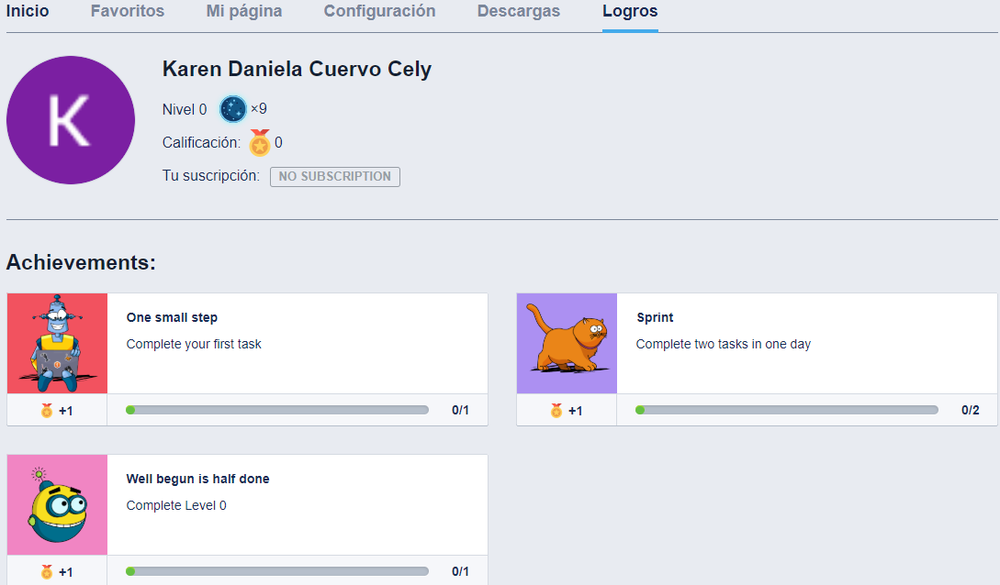 Inicio Favoritos Mi página Configuración Descargas Logros
K
Karen Daniela Cuervo Cely
Nivel 0 ×9
Calificación: 0
Tu suscripción: NO SUBSCRIPTION
Achievements:
One small step
Complete your first task
+1 0/1
Sprint
Complete two tasks in one day
+1 0/2
Well begun is half done
Complete Level 0
+1 0/1